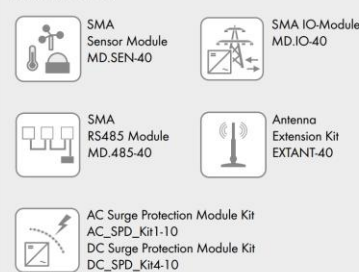 SMA
Sensor Module
MD.SEN-40
SMA IO-Module
MD.IO-40
SMA
RS485 Module
MD.485-40
Antenna
Extension Kit
EXTANT-40
AC Surge Protection Module Kit
AC_SPD_Kit1-10
DC Surge Protection Module Kit
DC_SPD_Kit4-10